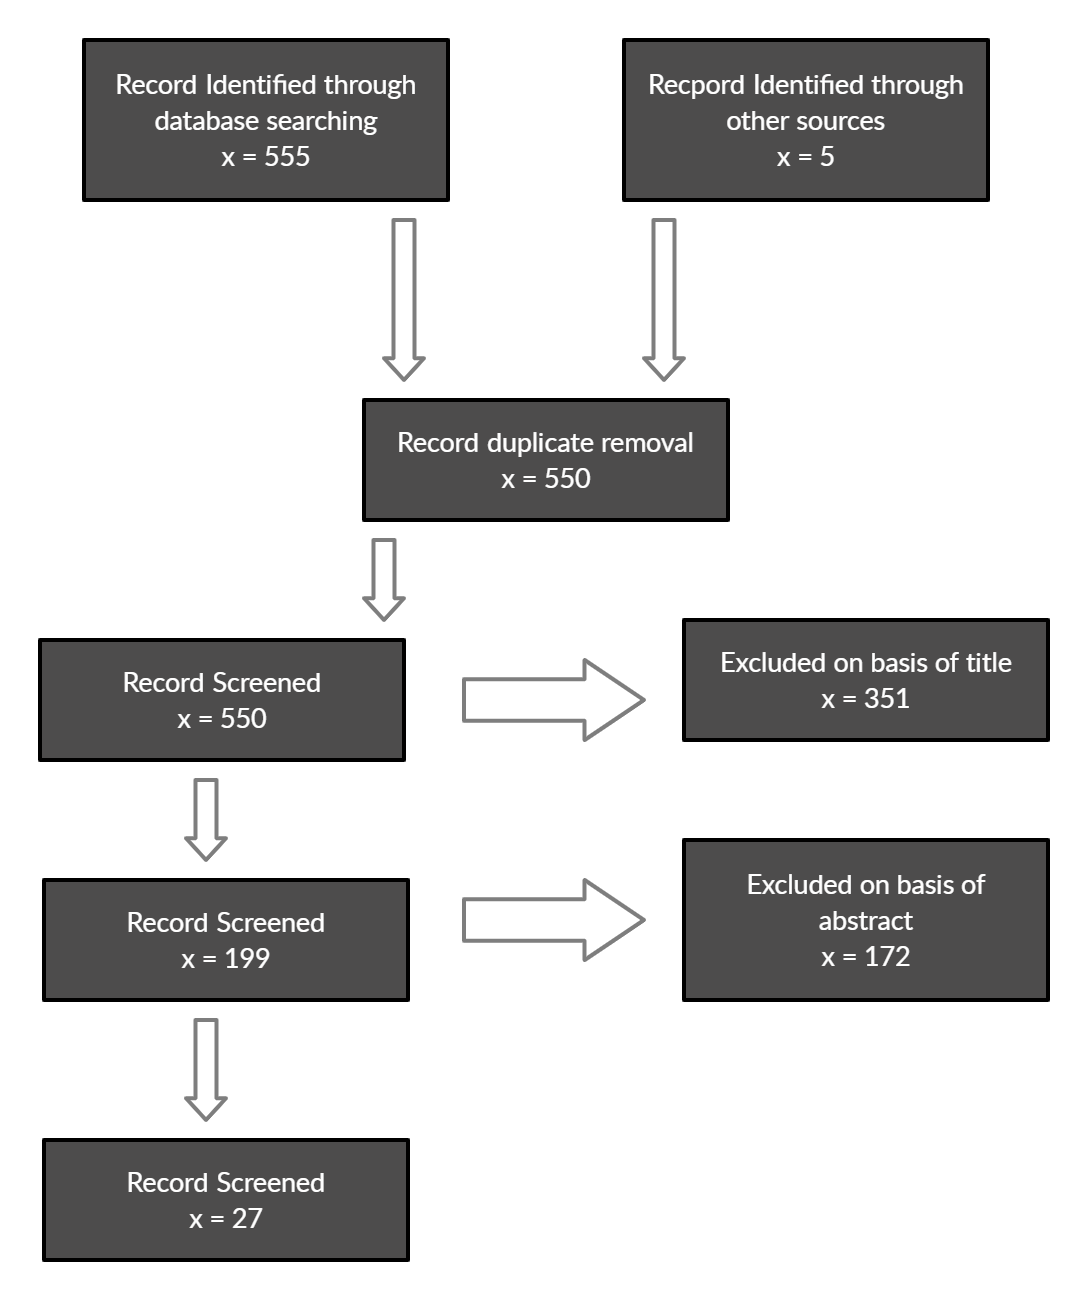 Record Identified through
database searching
x = 555
Recpord Identified through
other sources
x = 5
Record duplicate removal
x = 550
Record Screened
x = 550
Excluded on basis of title
x = 351
Record Screened
x = 199
Excluded on basis of
abstract
x = 172
Record Screened
x = 27